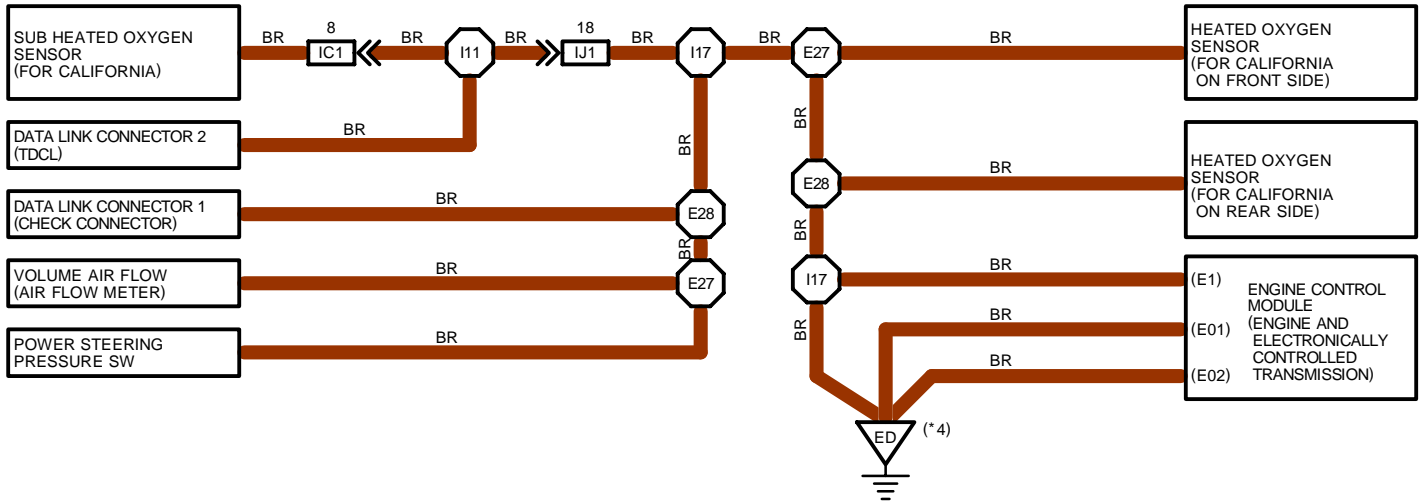 SUB HEATED OXYGEN
SENSOR
(FOR CALIFORNIA)
BR
8
IC1
BR
I11
BR
18
IJ1
BR
I17
BR
E27
BR
HEATED OXYGEN
SENSOR
(FOR CALIFORNIA
ON FRONT SIDE)
DATA LINK CONNECTOR 2
(TDCL)
BR
BR
BR
DATA LINK CONNECTOR 1
(CHECK CONNECTOR)
BR
E28
E28
BR
HEATED OXYGEN
SENSOR
(FOR CALIFORNIA
ON REAR SIDE)
BR
BR
VOLUME AIR FLOW
(AIR FLOW METER)
BR
E27
I17
BR
(E1)
ENGINE CONTROL
MODULE
(ENGINE AND
ELECTRONICALLY
CONTROLLED
TRANSMISSION)
POWER STEERING
PRESSURE SW
BR
BR
BR
(E01)
BR
(E02)
ED
(*4)